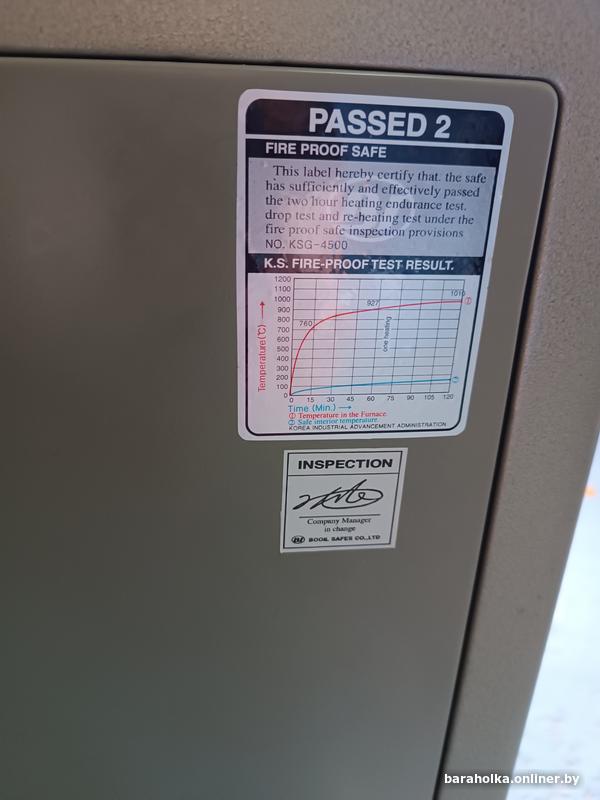 PASSED 2
FIRE PROOF SAFE
This label hereby certify that. the safe
has sufficiently and effectively passed
the two hour heating endurance test.
drop test and re-heating test under the
fire proof safe inspection provisions
NO. KSG-4500
K.S. FIRE-PROOF TEST RESULT.
1200
1100
1000
900
800
700
600
500
400
300
200
100
0
Temperature(℃) →
760
927
1010
①
one heating
②
0 15 30 45 60 75 90 105 120
Time (Min.) →
① Temperature in the Furnace.
② Safe interior temperature.
KOREA INDUSTRIAL ADVANCEMENT ADMINISTRATION
INSPECTION
Company Manager
in change
BOOIL SAFES CO.,LTD
baraholka.onliner.by